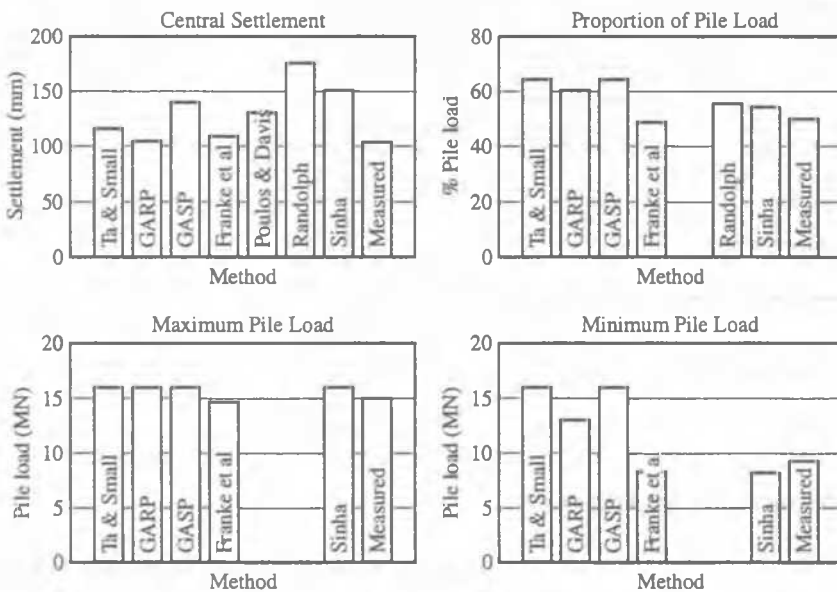 Central Settlement
Settlement (mm)
200
150
100
50
0
Ta & Small
GARP
GASP
Franke et al
Poulos & Davis
Randolph
Sinha
Measured
Method
Proportion of Pile Load
% Pile load
80
60
40
20
0
Ta & Small
GARP
GASP
Franke et al
Randolph
Sinha
Measured
Method
Maximum Pile Load
Pile load (MN)
20
15
10
5
0
Ta & Small
GARP
GASP
Franke et al
Sinha
Measured
Method
Minimum Pile Load
Pile load (MN)
20
15
10
5
0
Ta & Small
GARP
GASP
Franke et al
Sinha
Measured
Method